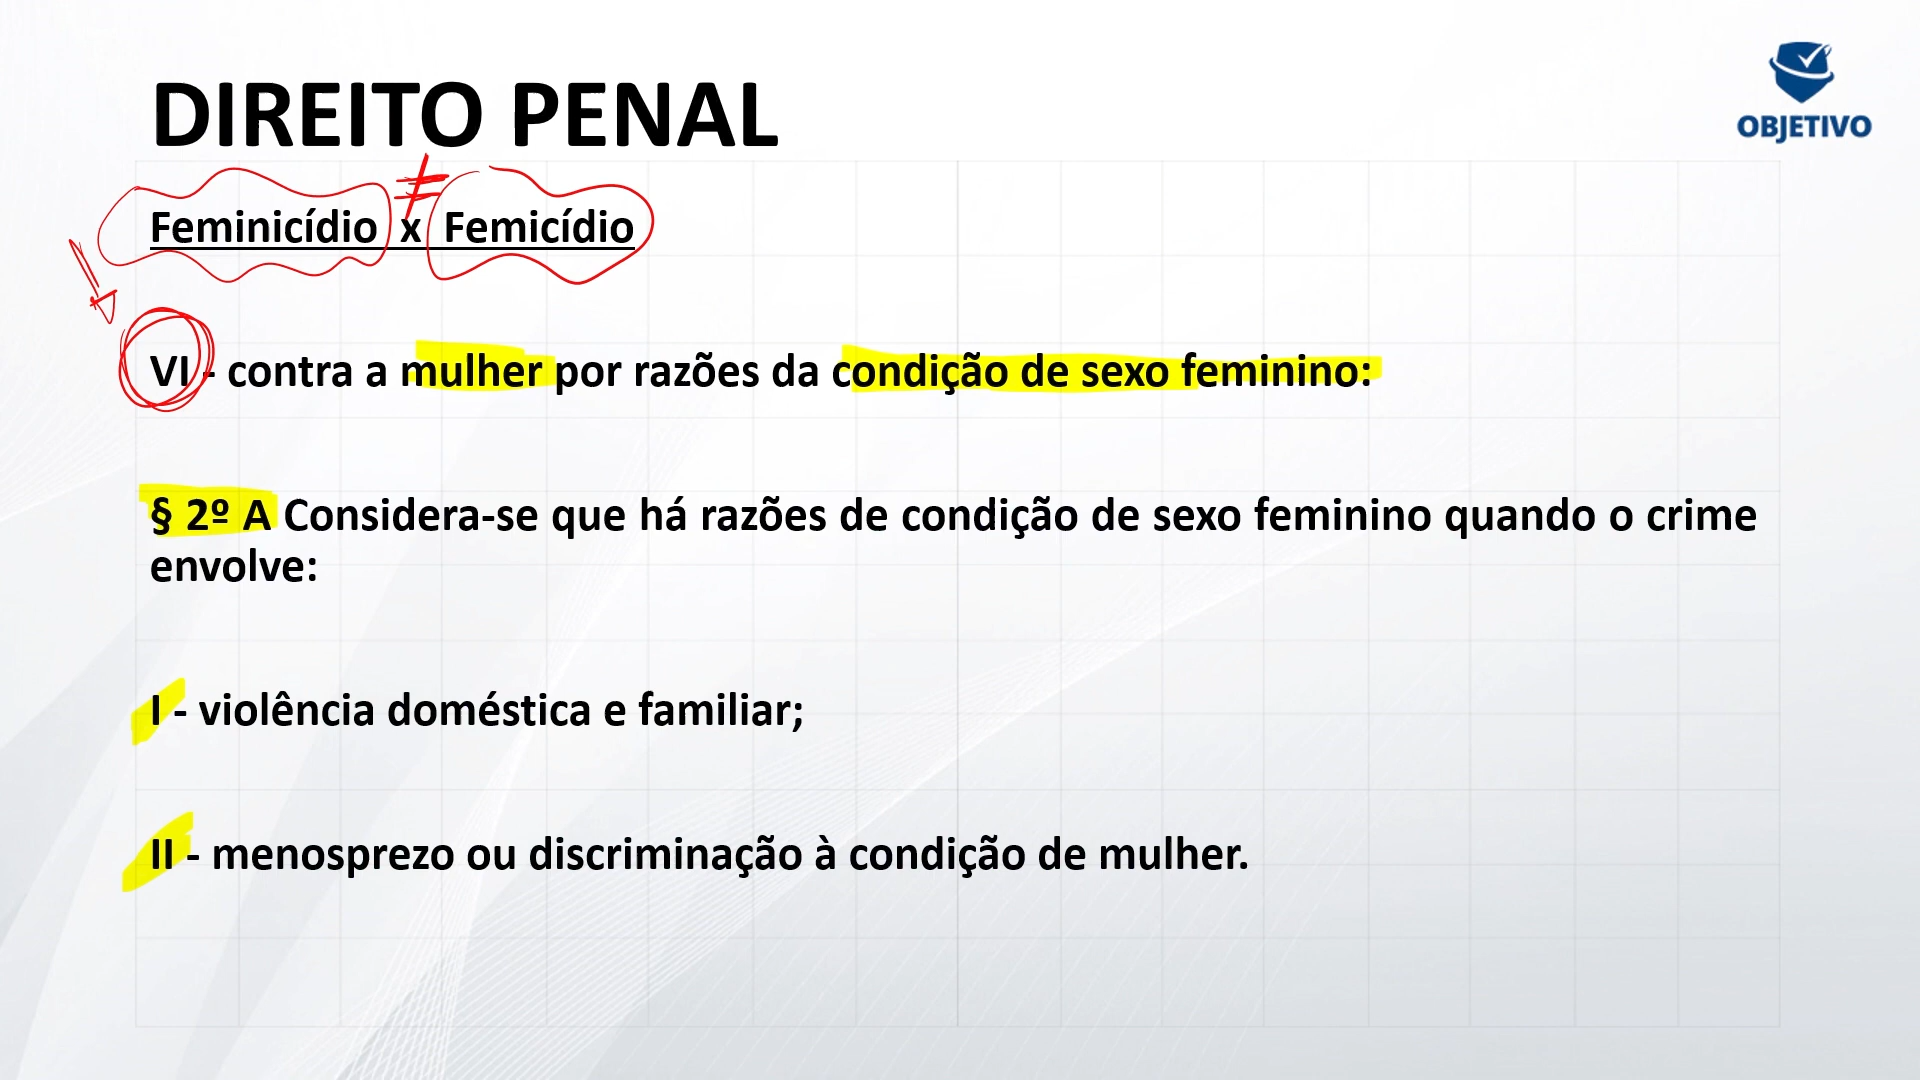 DIREITO PENAL
OBJETIVO
≠
Feminicídio x Femicídio
VI - contra a mulher por razões da condição de sexo feminino:
§ 2º A Considera-se que há razões de condição de sexo feminino quando o crime
envolve:
I - violência doméstica e familiar;
II - menosprezo ou discriminação à condição de mulher.